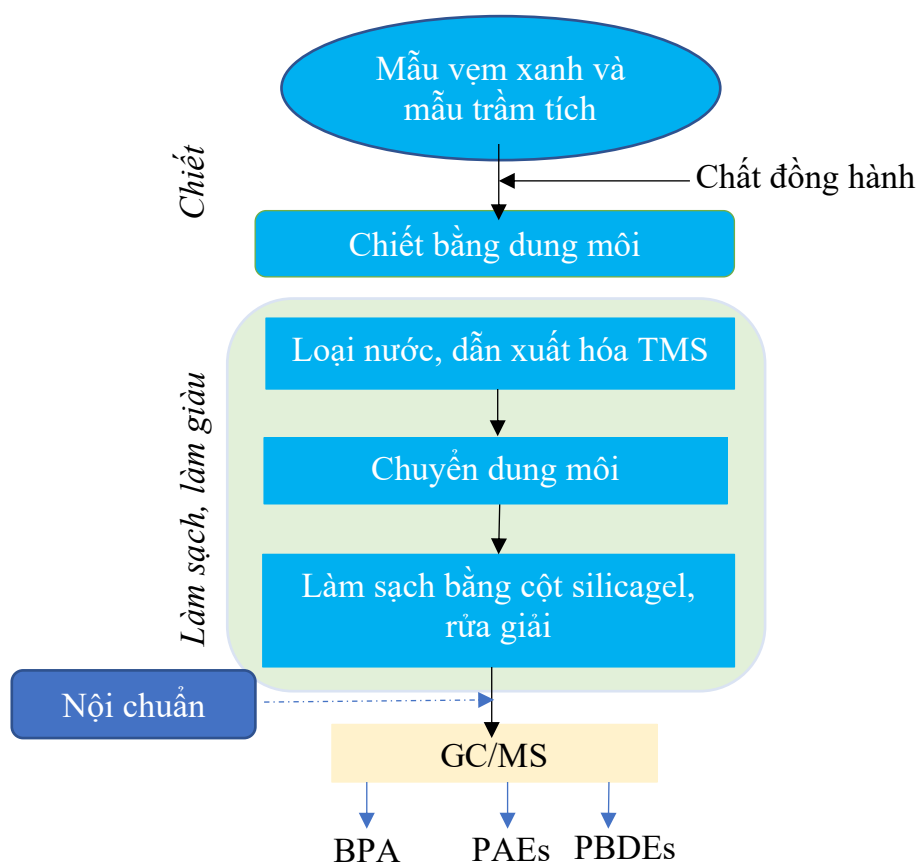 Mẫu vẹm xanh và
mẫu trầm tích
Chiết
Chất đồng hành
Chiết bằng dung môi
Làm sạch, làm giàu
Loại nước, dẫn xuất hóa TMS
Chuyển dung môi
Làm sạch bằng cột silicagel,
rửa giải
Nội chuẩn
GC/MS
BPA
PAEs
PBDEs